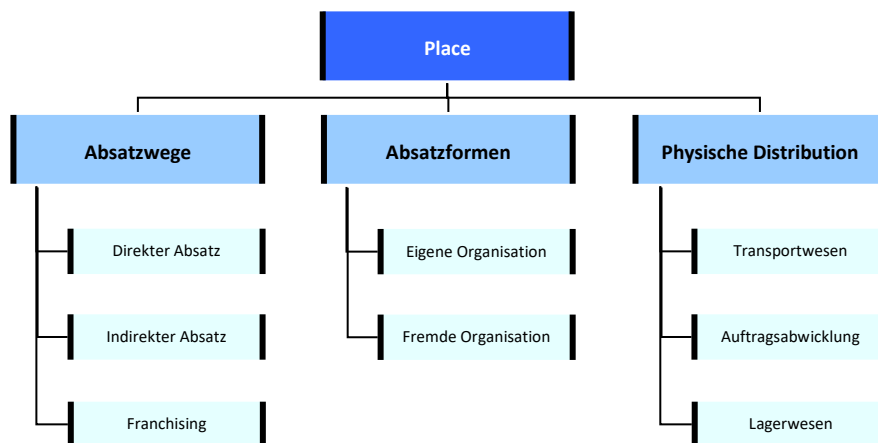 Place
Absatzwege
Absatzformen
Physische Distribution
Direkter Absatz
Eigene Organisation
Transportwesen
Indirekter Absatz
Fremde Organisation
Auftragsabwicklung
Franchising
Lagerwesen